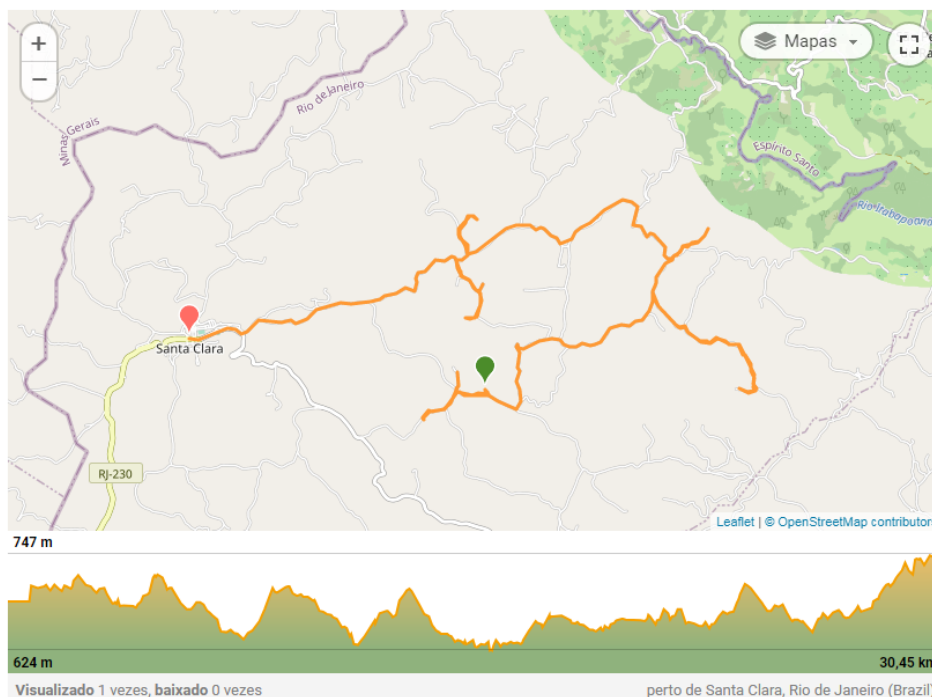 +
Mapas
−
Minas Gerais
Rio de Janeiro
Espírito Santo
Rio Itabapoana
Santa Clara
RJ-230
Leaflet | © OpenStreetMap contributors
747 m
624 m
30,45 km
Visualizado 1 vezes, baixado 0 vezes
perto de Santa Clara, Rio de Janeiro (Brazil)